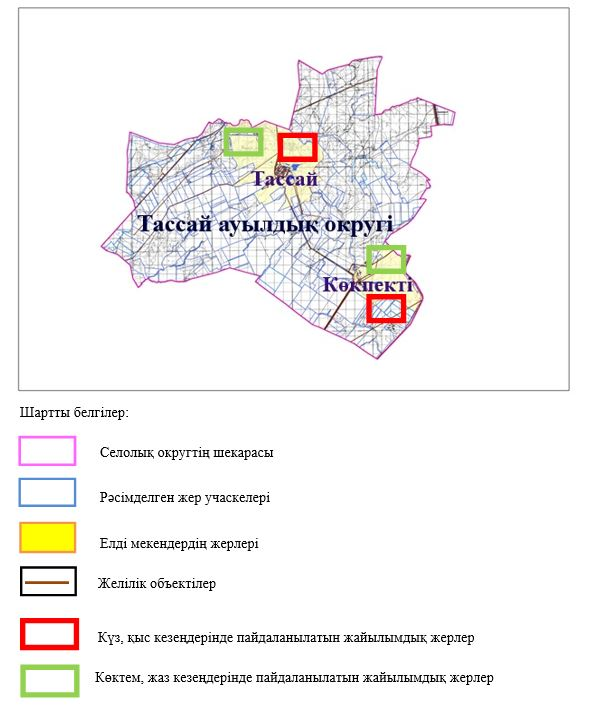 Тассай
Тассай ауылдық округі
Көкпекті
Шартты белгілер:
Селолық округтің шекарасы
Рәсімделген жер учаскелері
Елді мекендердің жерлері
Желілік объектілер
Күз, қыс кезеңдерінде пайдаланылатын жайылымдық жерлер
Көктем, жаз кезеңдерінде пайдаланылатын жайылымдық жерлер